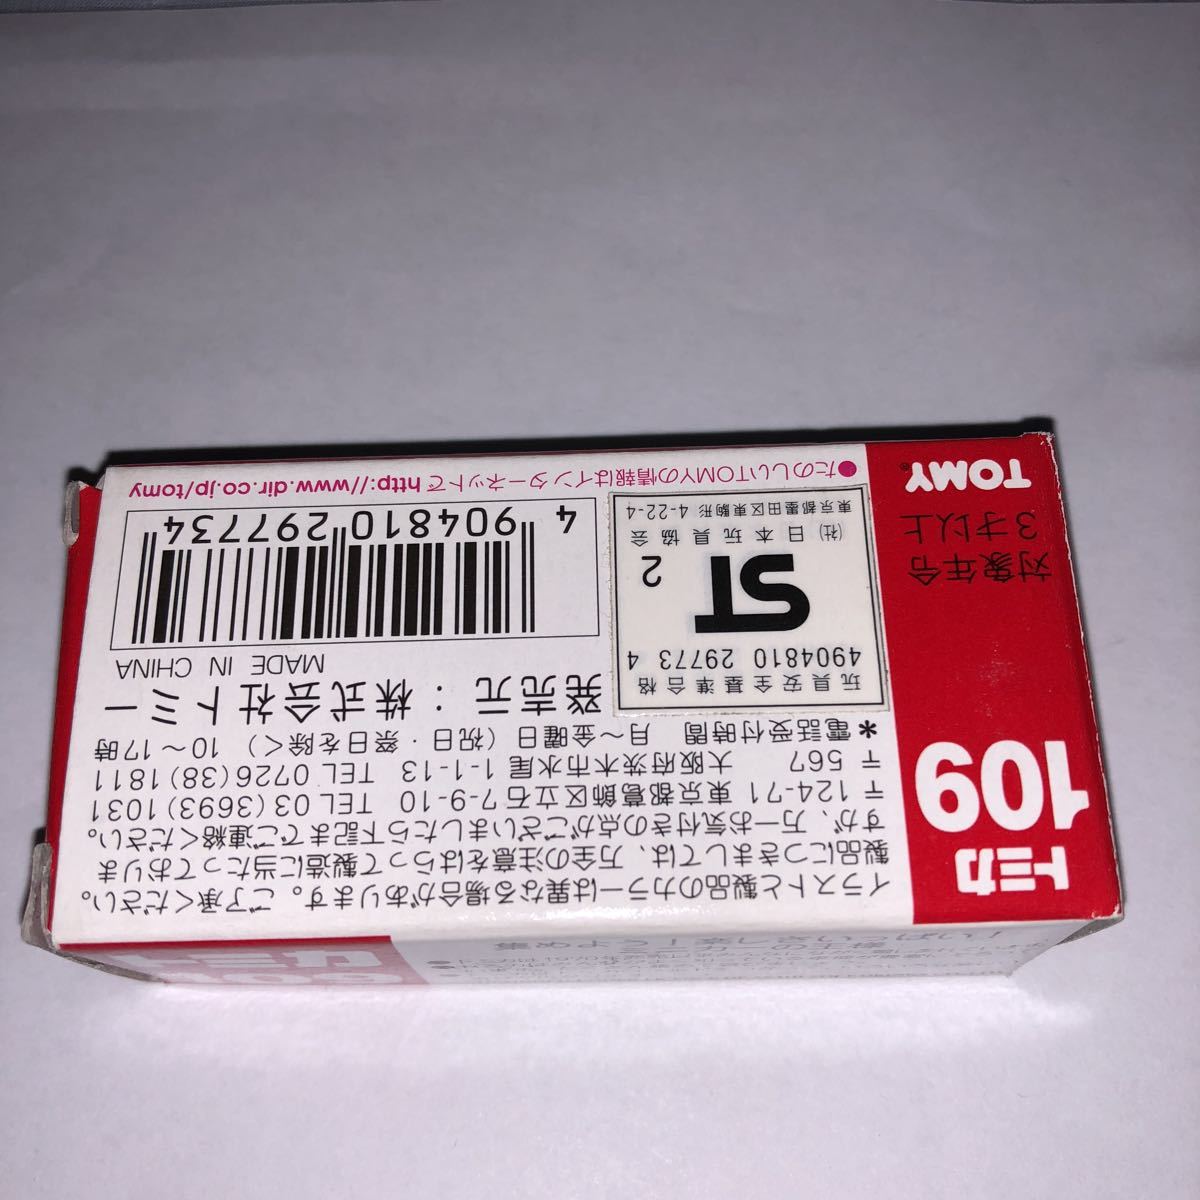 トミカ
109
対象年令
3才以上
TOMY®
イラストと製品のカラーは異なる場合があります。ご了承ください。
製品につきましては、万全の注意をはらって製造に当たっております
が、万一お気付きの点がございましたら下記までご連絡ください。
〒124-71 東京都葛飾区立石7-9-10 TEL 03(3693)1031
〒567 大阪府茨木市水尾1-1-13 TEL 0726(38)1811
*電話受付時間 月〜金曜日(祝日・祭日を除く) 10〜17時
発売元：株式会社トミー
MADE IN CHINA
4 904810 297734
玩具安全基準合格
4904810 29773 4
ST 2
(社)日本玩具協会
東京都墨田区東駒形 4-22-4
●たのしいTOMYの情報はインターネットで http://www.dir.co.jp/tomy
トミカ